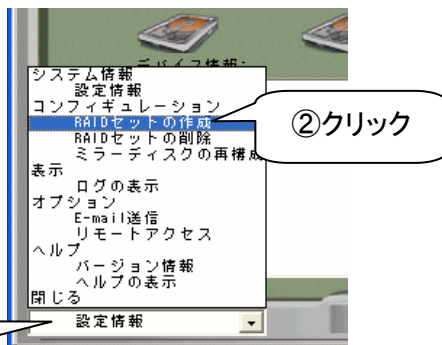 デバイス情報:
システム情報
設定情報
コンフィギュレーション
RAIDセットの作成
RAIDセットの削除
ミラーディスクの再構成
表示
ログの表示
オプション
E-mail送信
リモートアクセス
ヘルプ
バージョン情報
ヘルプの表示
閉じる
設定情報
②クリック